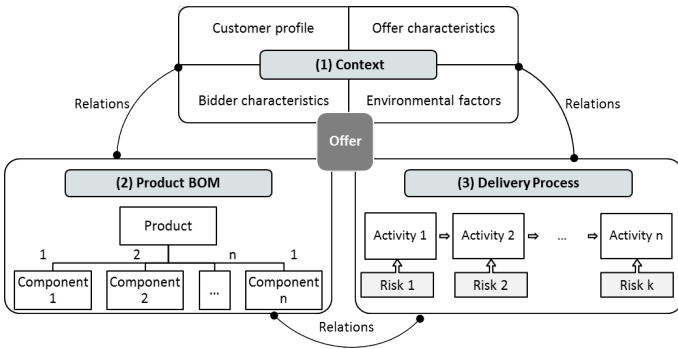 Customer profile
Offer characteristics
(1) Context
Bidder characteristics
Environmental factors
Relations
Relations
Offer
(2) Product BOM
(3) Delivery Process
Product
1 2 n 1
Component
1
Component
2
...
Component
n
Activity 1
Activity 2
...
Activity n
Risk 1
Risk 2
Risk k
Relations